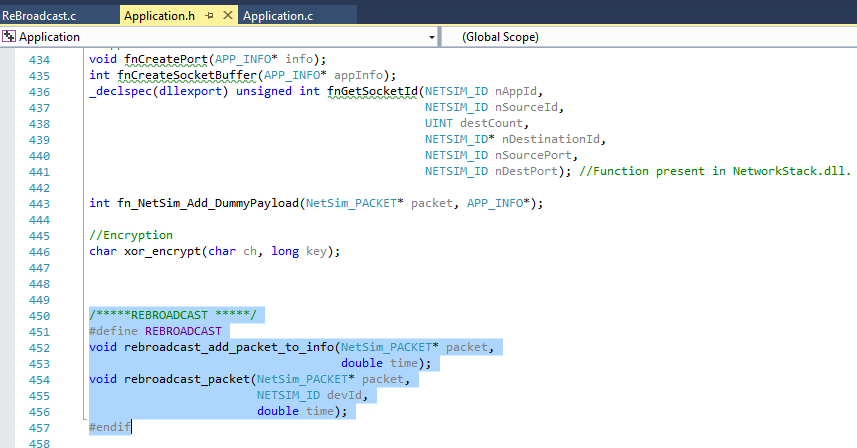 ReBroadcast.c Application.h Application.c
Application (Global Scope)
434 void fnCreatePort(APP_INFO* info);
435 int fnCreateSocketBuffer(APP_INFO* appInfo);
436 _declspec(dllexport) unsigned int fnGetSocketId(NETSIM_ID nAppId,
437 NETSIM_ID nSourceId,
438 UINT destCount,
439 NETSIM_ID* nDestinationId,
440 NETSIM_ID nSourcePort,
441 NETSIM_ID nDestPort); //Function present in NetworkStack.dll.
442
443 int fn_NetSim_Add_DummyPayload(NetSim_PACKET* packet, APP_INFO*);
444
445 //Encryption
446 char xor_encrypt(char ch, long key);
447
448
449
450 /*****REBROADCAST *****/
451 #define REBROADCAST
452 void rebroadcast_add_packet_to_info(NetSim_PACKET* packet,
453 double time);
454 void rebroadcast_packet(NetSim_PACKET* packet,
455 NETSIM_ID devId,
456 double time);
457 #endif
458